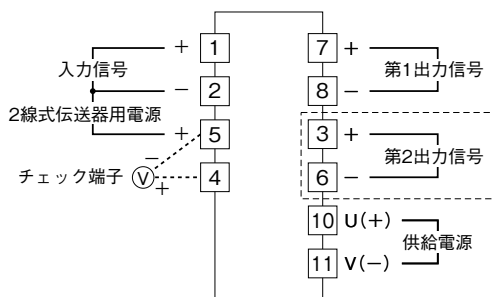 + 1
入力信号
− 2
2線式伝送器用電源
+ 5
−
チェック端子 V
+ 4
7 +
第1出力信号
8 −
3 +
第2出力信号
6 −
10 U(+)
供給電源
11 V(−)